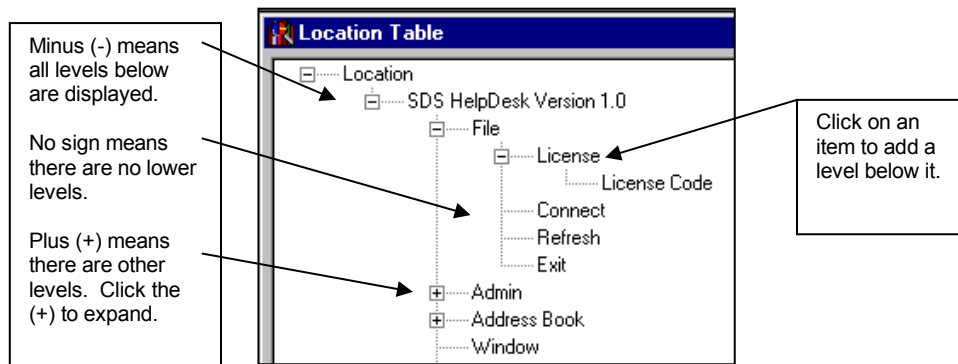 Minus (-) means
all levels below
are displayed.
No sign means
there are no lower
levels.
Plus (+) means
there are other
levels. Click the
(+) to expand.
Location Table
Location
SDS HelpDesk Version 1.0
File
License
License Code
Connect
Refresh
Exit
Admin
Address Book
Window
Click on an
item to add a
level below it.